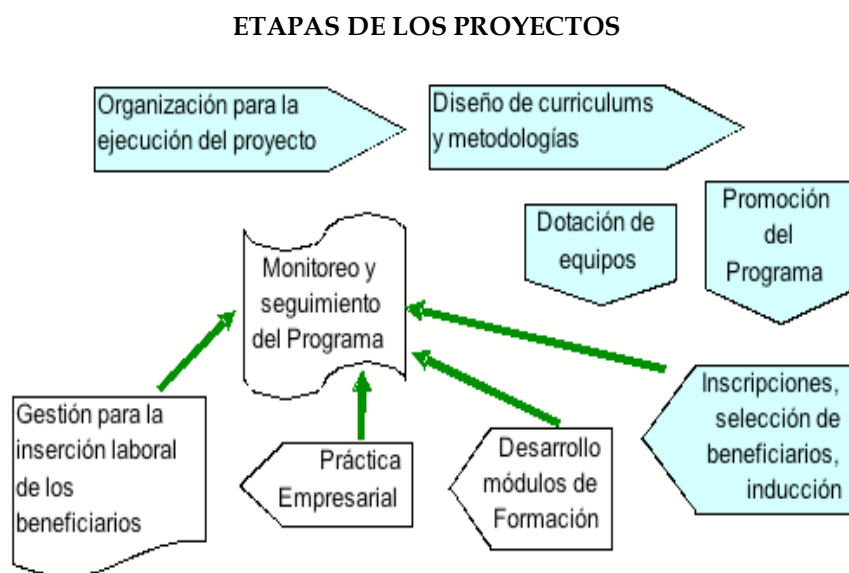 ETAPAS DE LOS PROYECTOS
Organización para la
ejecución del proyecto
Diseño de curriculums
y metodologías
Dotación de
equipos
Promoción
del
Programa
Monitoreo y
seguimiento
del Programa
Gestión para la
inserción laboral
de los
beneficiarios
Práctica
Empresarial
Desarrollo
módulos de
Formación
Inscripciones,
selección de
beneficiarios,
inducción